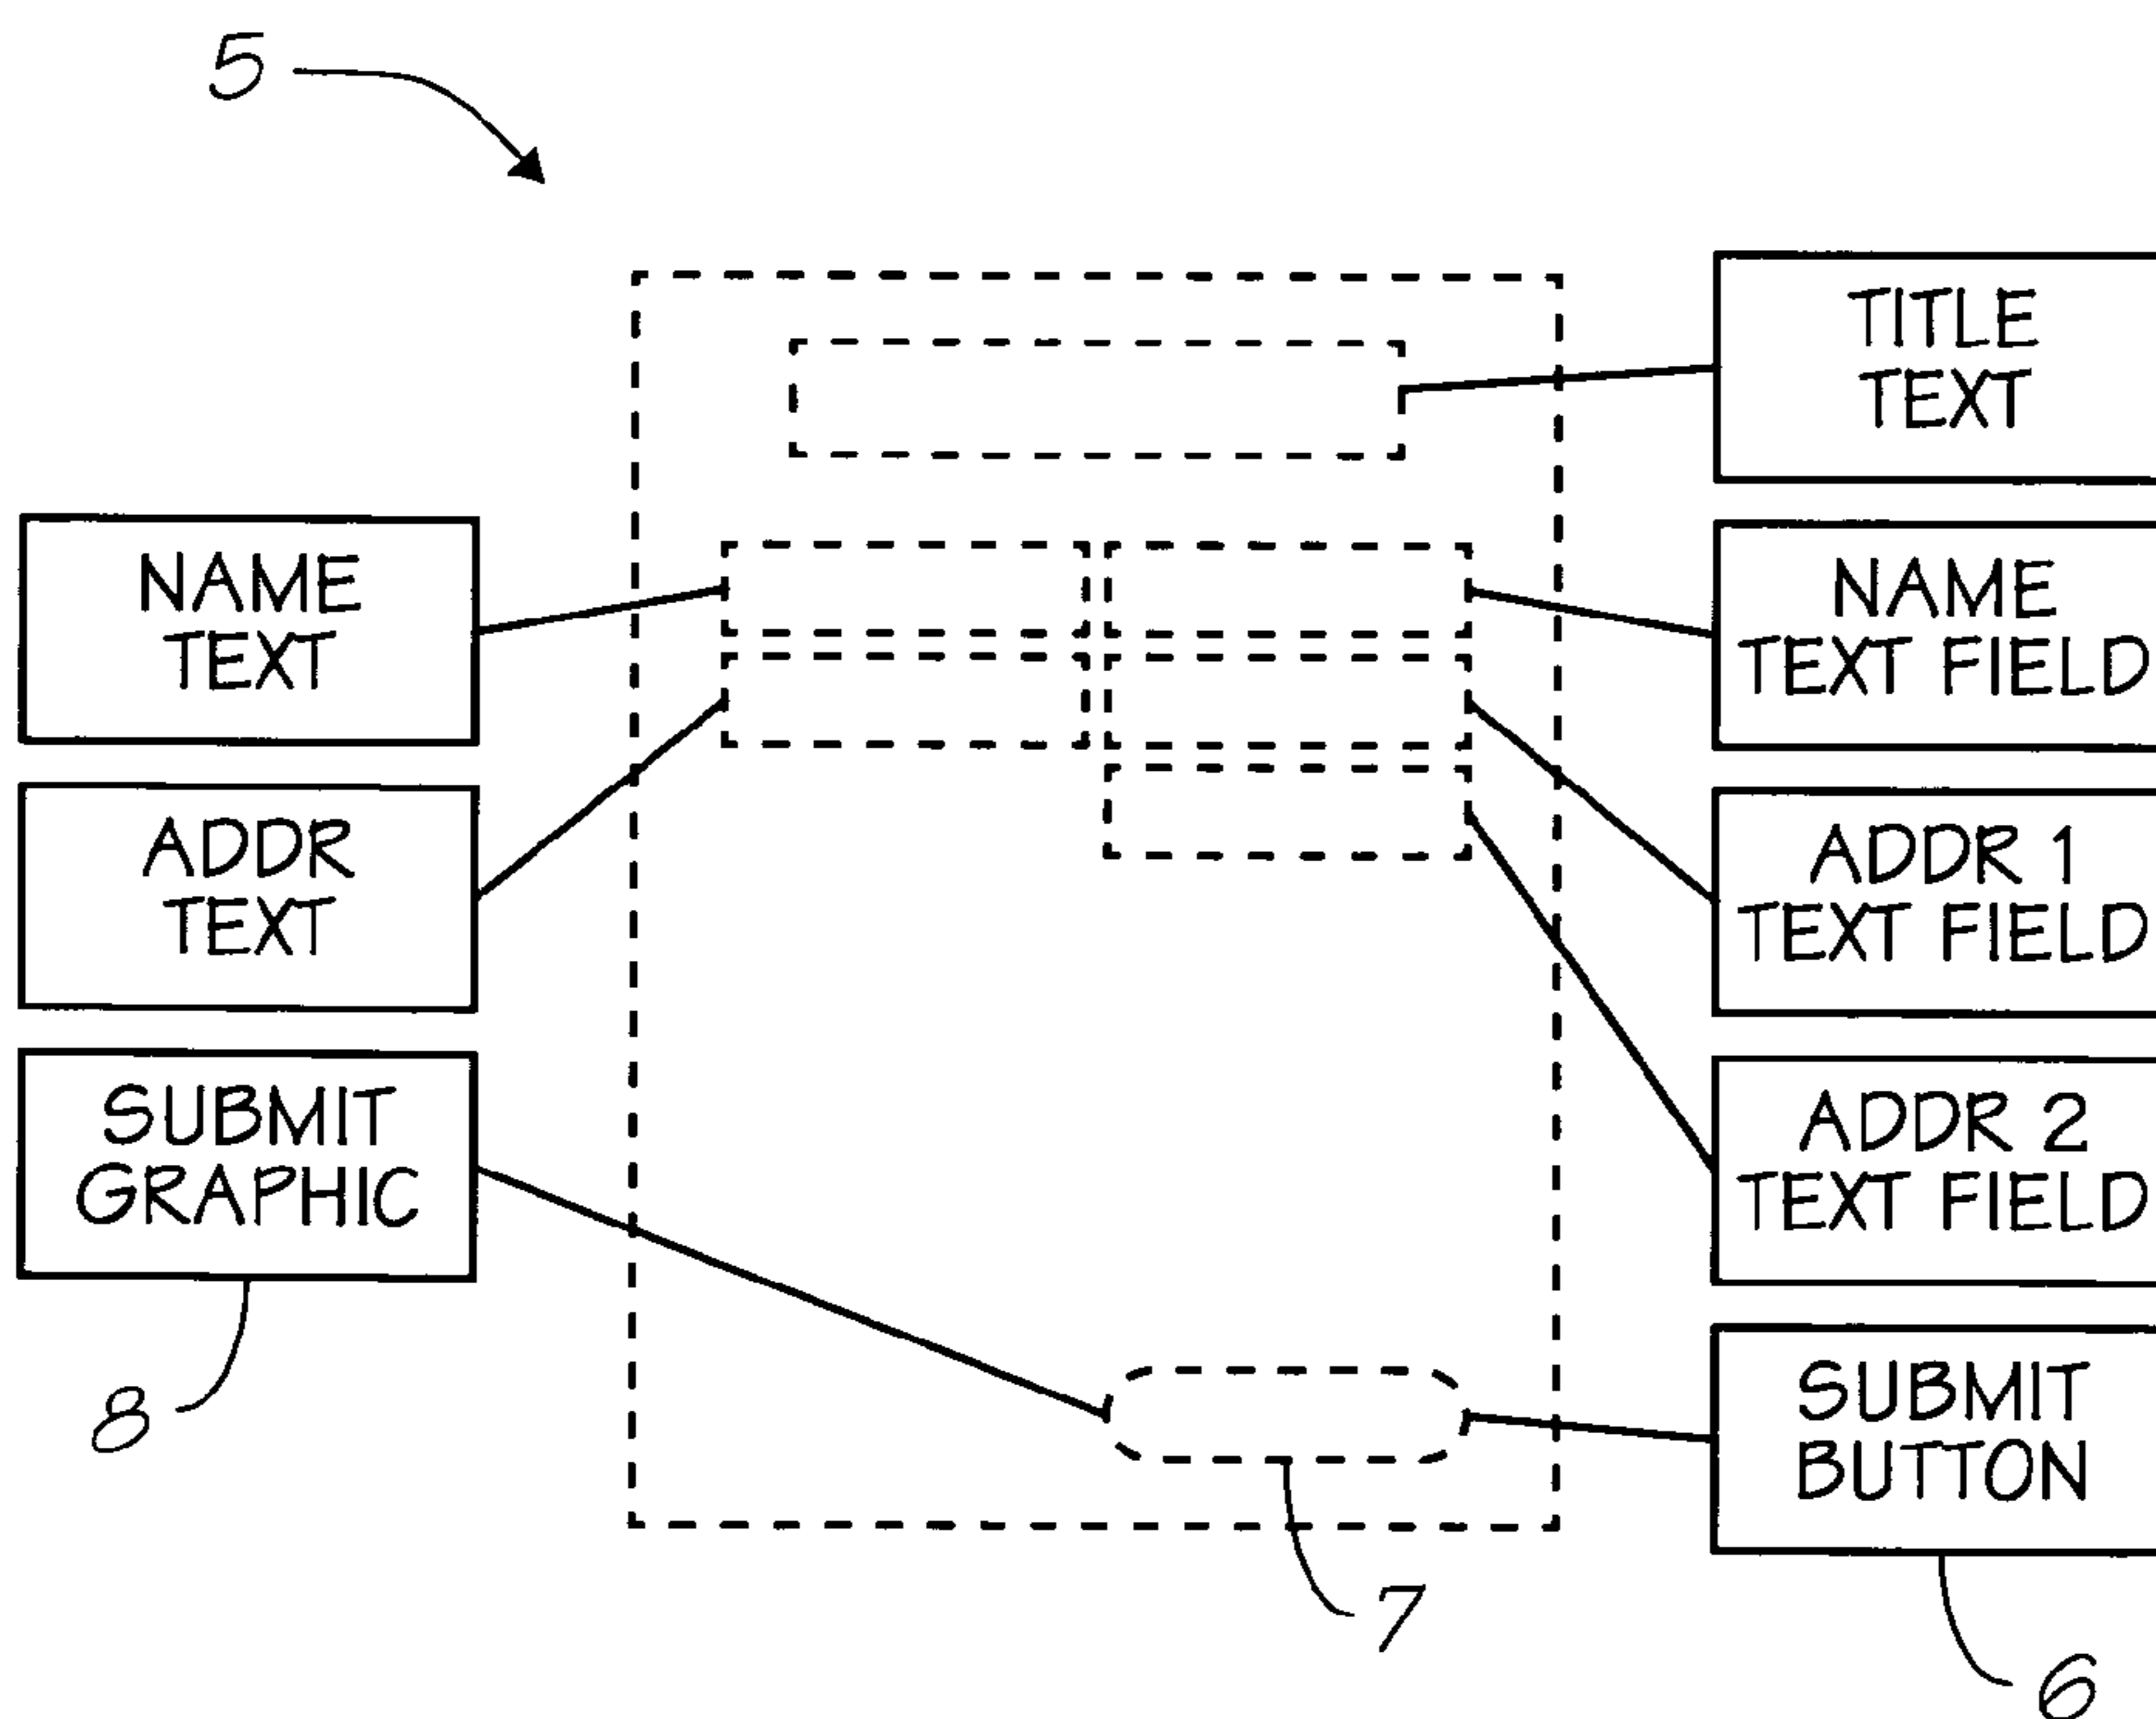 5
TITLE
TEXT
NAME
TEXT
NAME
TEXT FIELD
ADDR
TEXT
ADDR 1
TEXT FIELD
SUBMIT
GRAPHIC
ADDR 2
TEXT FIELD
8
SUBMIT
BUTTON
7
6